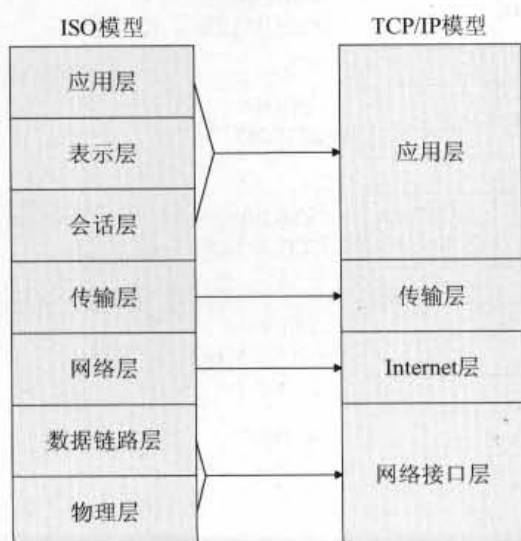 ISO模型
TCP/IP模型
应用层
表示层
会话层
传输层
网络层
数据链路层
物理层
应用层
传输层
Internet层
网络接口层